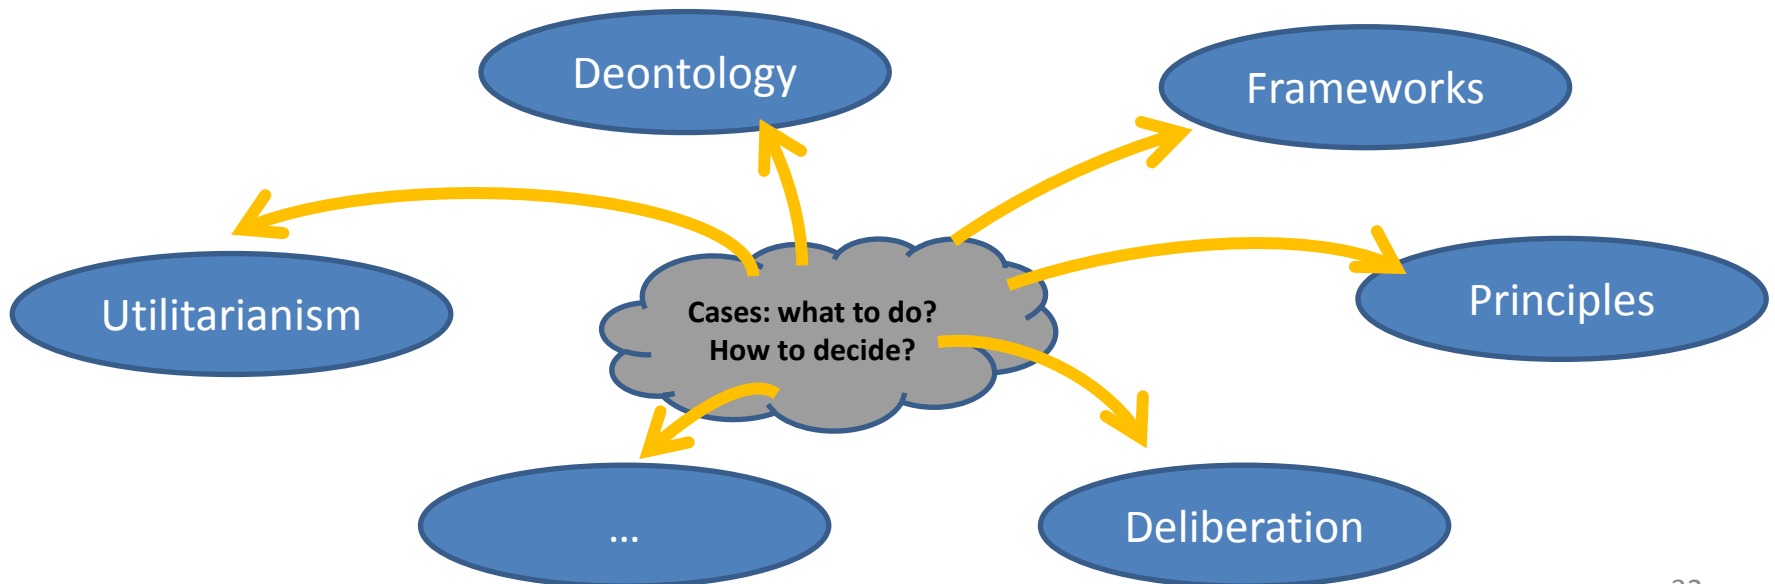 Deontology
Frameworks
Utilitarianism
Cases: what to do?
How to decide?
Principles
...
Deliberation